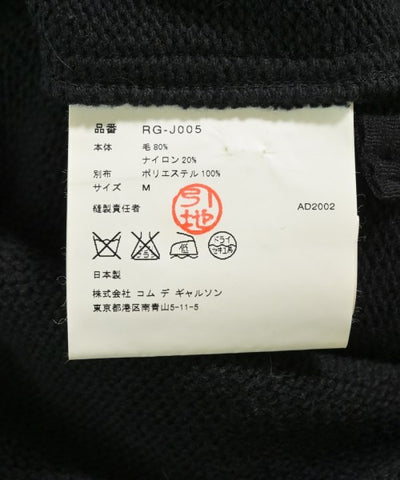 品番 RG-J005
本体 毛 80%
ナイロン 20%
別布 ポリエステル 100%
サイズ M
引地
縫製責任者 AD2002
日本製
株式会社 コム デ ギャルソン
東京都港区南青山5-11-5